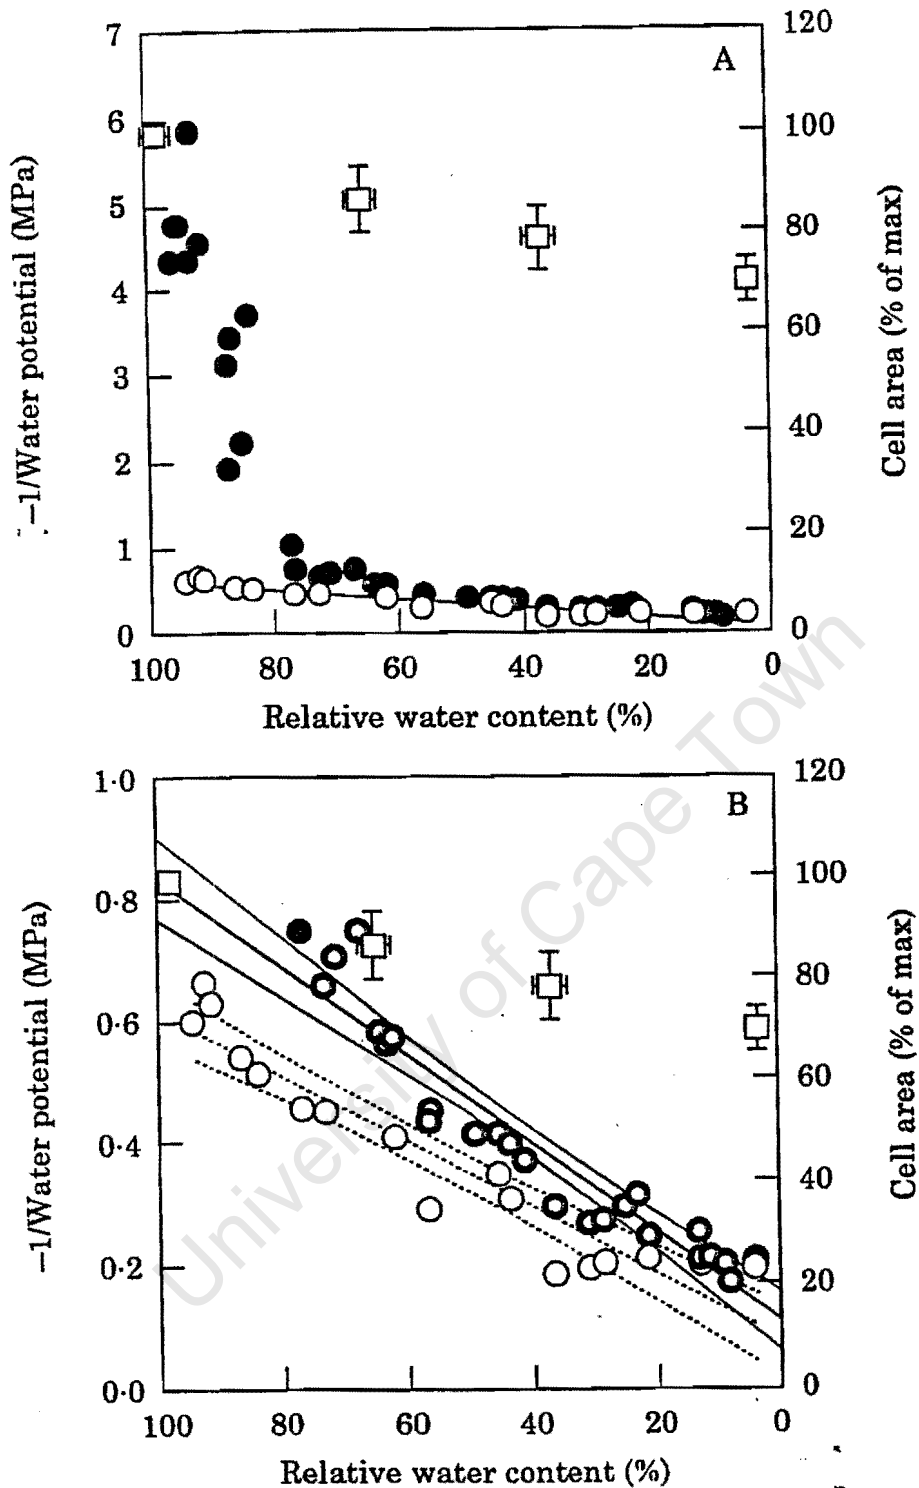 A
7
6
5
4
3
2
1
0
120
100
80
60
40
20
0
–1/Water potential (MPa)
Cell area (% of max)
100 80 60 40 20 0
Relative water content (%)
B
1·0
0·8
0·6
0·4
0·2
0·0
120
100
80
60
40
20
0
–1/Water potential (MPa)
Cell area (% of max)
100 80 60 40 20 0
Relative water content (%)
University of Cape Town